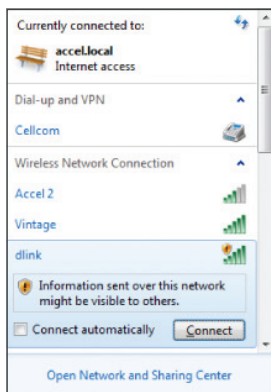 Currently connected to:
accel.local
Internet access
Dial-up and VPN
Cellcom
Wireless Network Connection
Accel 2
Vintage
dlink
Information sent over this network
might be visible to others.
Connect automatically
Connect
Open Network and Sharing Center